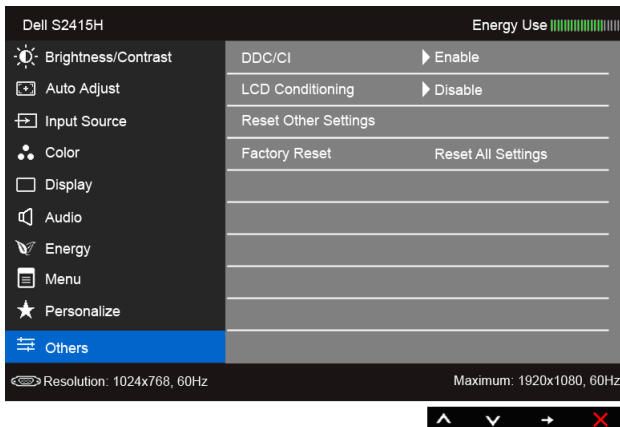 Dell S2415H Energy Use
Brightness/Contrast DDC/CI Enable
Auto Adjust LCD Conditioning Disable
Input Source Reset Other Settings
Color Factory Reset Reset All Settings
Display
Audio
Energy
Menu
Personalize
Others
Resolution: 1024x768, 60Hz Maximum: 1920x1080, 60Hz